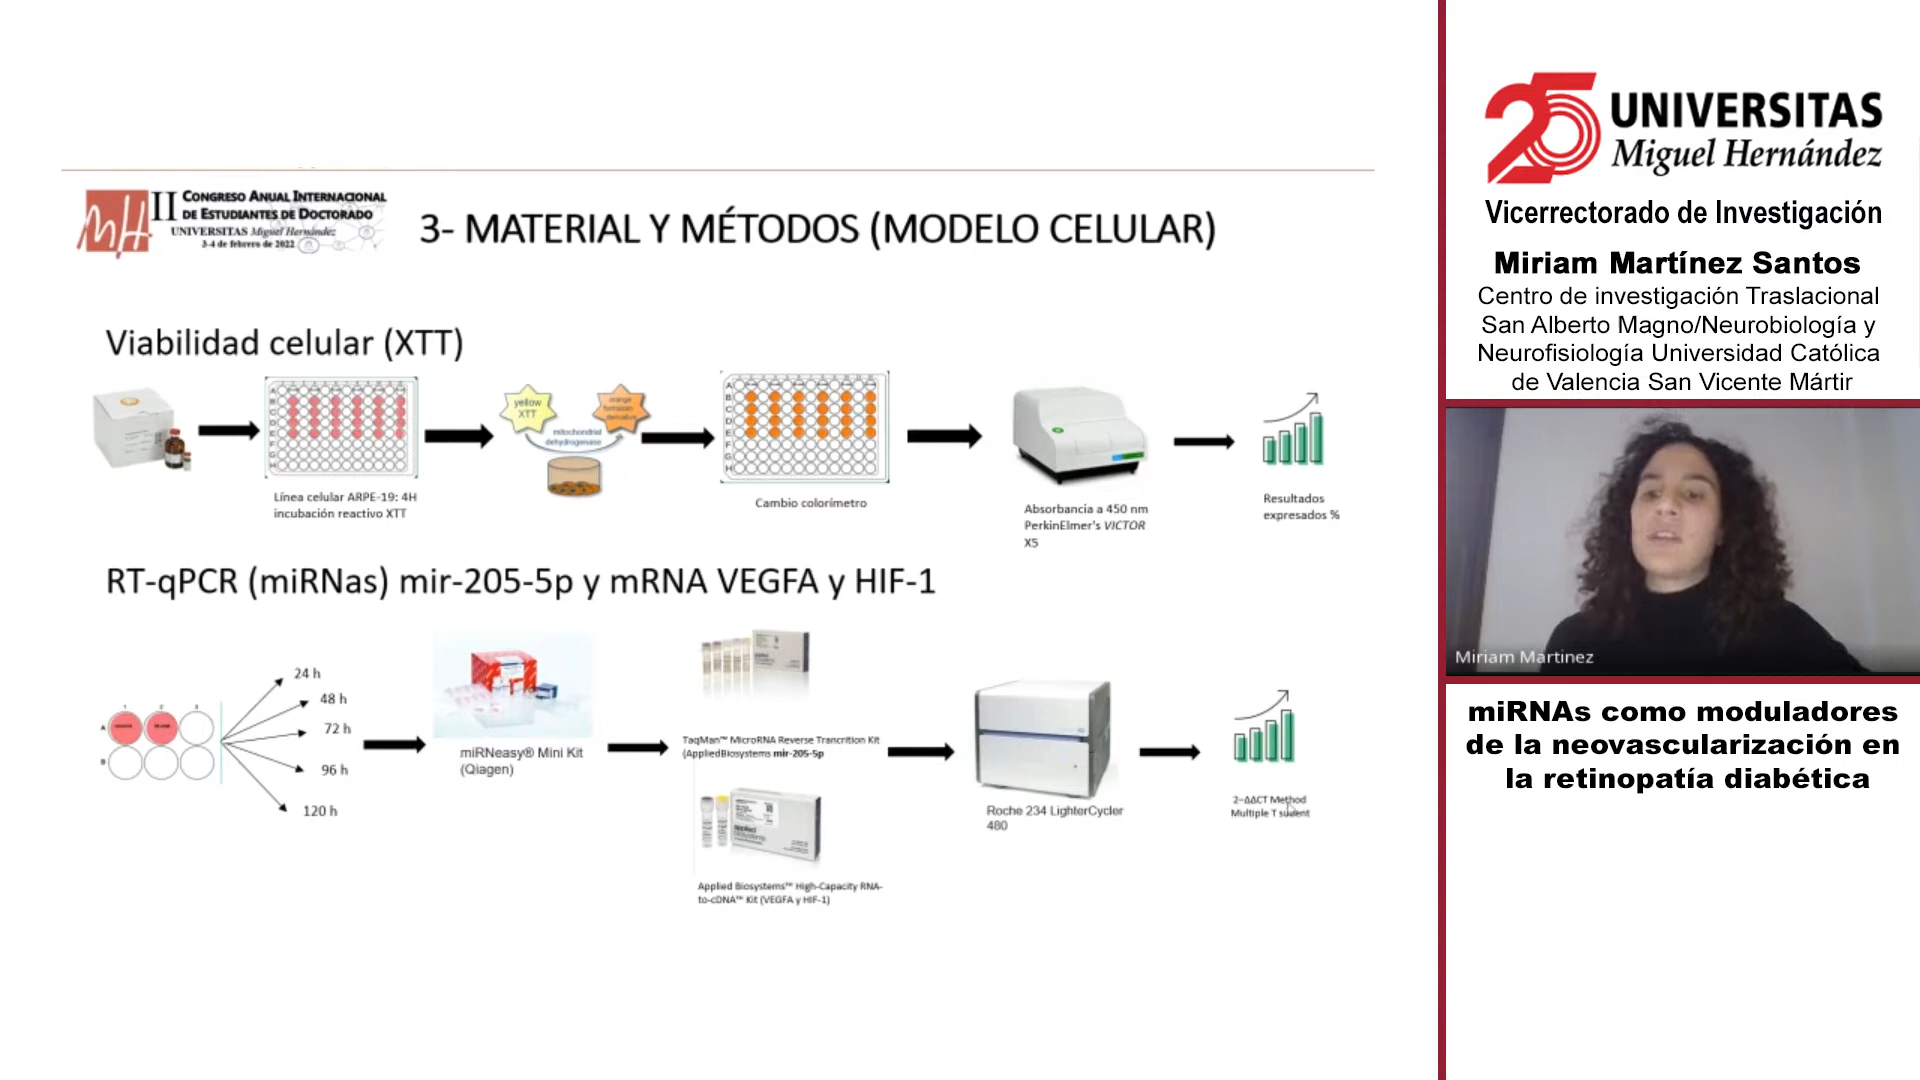 II CONGRESO ANUAL INTERNACIONAL
DE ESTUDIANTES DE DOCTORADO
UNIVERSITAS Miguel Hernández
3-4 de febrero de 2022
3- MATERIAL Y MÉTODOS (MODELO CELULAR)
Viabilidad celular (XTT)
yellow
XTT
orange
formazan
derivative
mitochondrial
dehydrogenase
Línea celular ARPE-19: 4H
incubación reactivo XTT
Cambio colorímetro
Absorbancia a 450 nm
PerkinElmer's VICTOR
X5
Resultados
expresados %
RT-qPCR (miRNas) mir-205-5p y mRNA VEGFA y HIF-1
24 h
48 h
72 h
96 h
120 h
miRNeasy® Mini Kit
(Qiagen)
TaqMan™ MicroRNA Reverse Trancrition Kit
(AppliedBiosystems mir-205-5p
Applied Biosystems™ High-Capacity RNA-
to-cDNA™ Kit (VEGFA y HIF-1)
Roche 234 LighterCycler
480
2-ΔΔCT Method
Multiple T sudent
25 UNIVERSITAS
Miguel Hernández
Vicerrectorado de Investigación
Miriam Martínez Santos
Centro de investigación Traslacional
San Alberto Magno/Neurobiología y
Neurofisiología Universidad Católica
de Valencia San Vicente Mártir
Miriam Martinez
miRNAs como moduladores
de la neovascularización en
la retinopatía diabética